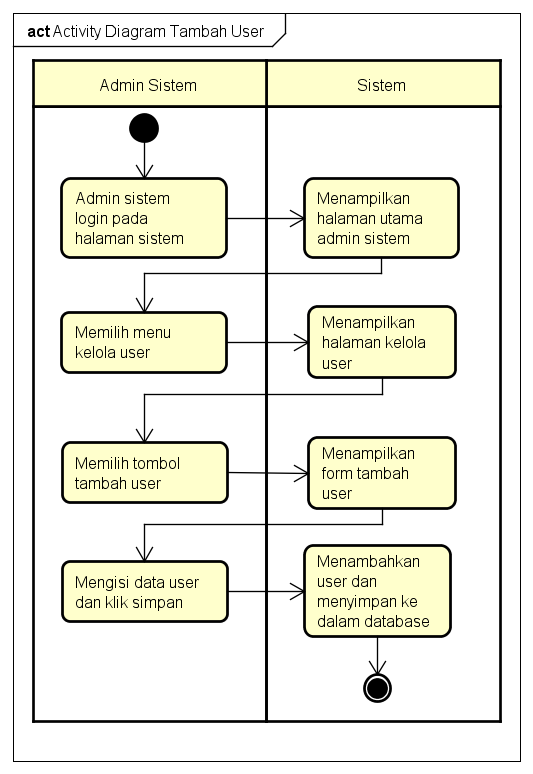 act Activity Diagram Tambah User
Admin Sistem
Sistem
Admin sistem
login pada
halaman sistem
Menampilkan
halaman utama
admin sistem
Memilih menu
kelola user
Menampilkan
halaman kelola
user
Memilih tombol
tambah user
Menampilkan
form tambah
user
Mengisi data user
dan klik simpan
Menambahkan
user dan
menyimpan ke
dalam database